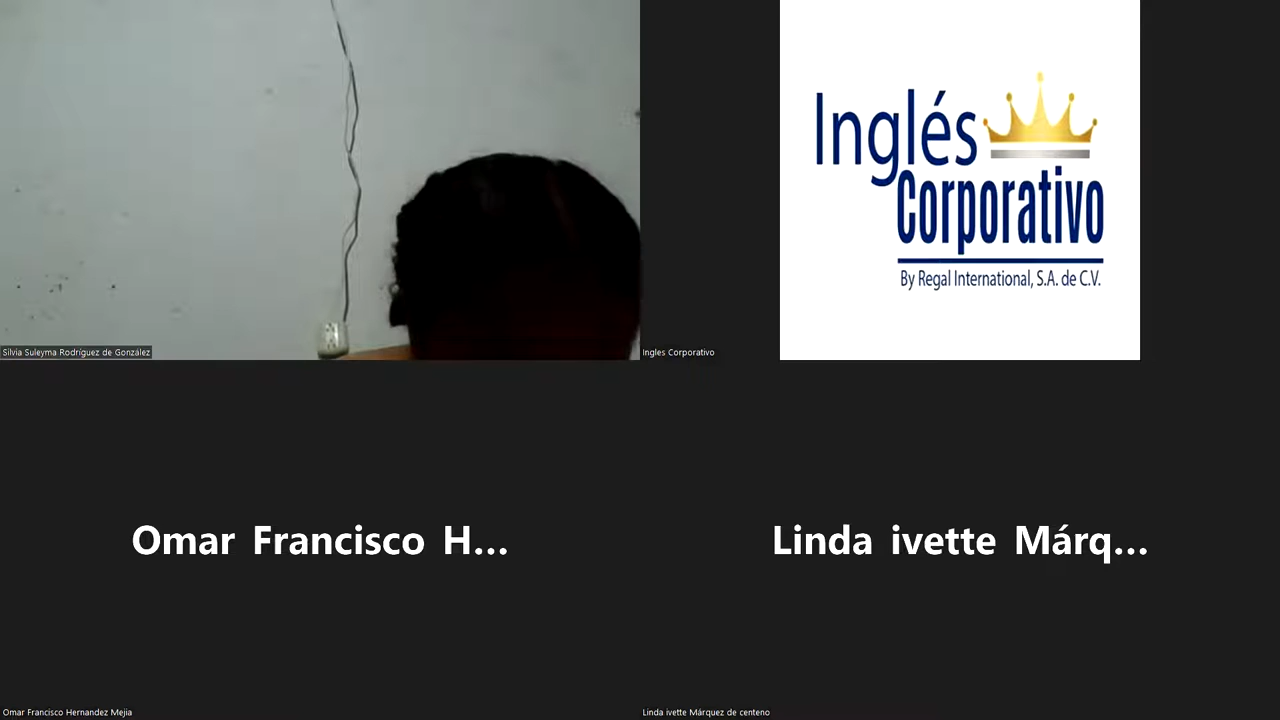 Inglés
Corporativo
By Regal International, S.A. de C.V.
Silvia Suleyma Rodríguez de González
Ingles Corporativo
Omar Francisco H...
Linda ivette Márq...
Omar Francisco Hernandez Mejia
Linda ivette Márquez de centeno